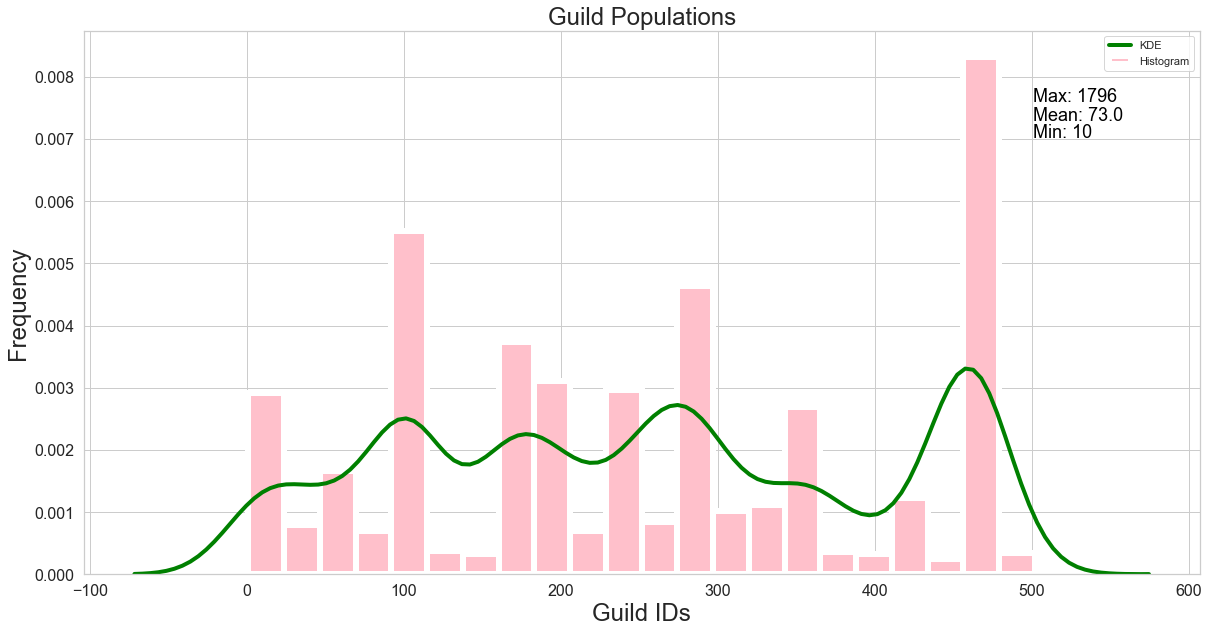 Guild Populations
KDE
Histogram
Max: 1796
Mean: 73.0
Min: 10
Frequency
0.008
0.007
0.006
0.005
0.004
0.003
0.002
0.001
0.000
−100 0 100 200 300 400 500 600
Guild IDs